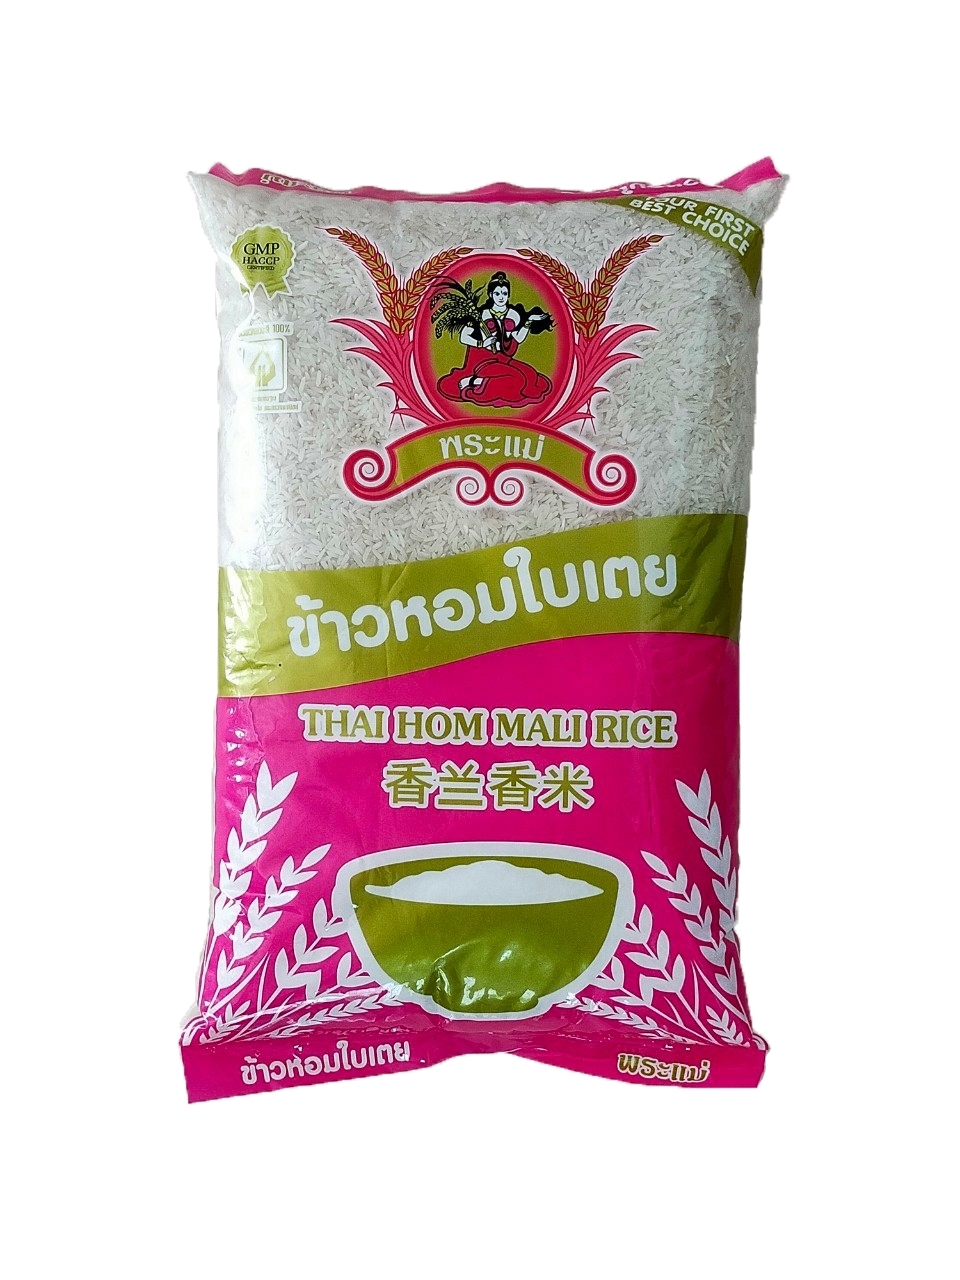 YOUR FIRST
BEST CHOICE
GMP
HACCP
CERTIFIED
100%
พระแม่
ข้าวหอมใบเตย
THAI HOM MALI RICE
香兰香米
ข้าวหอมใบเตย
พระแม่